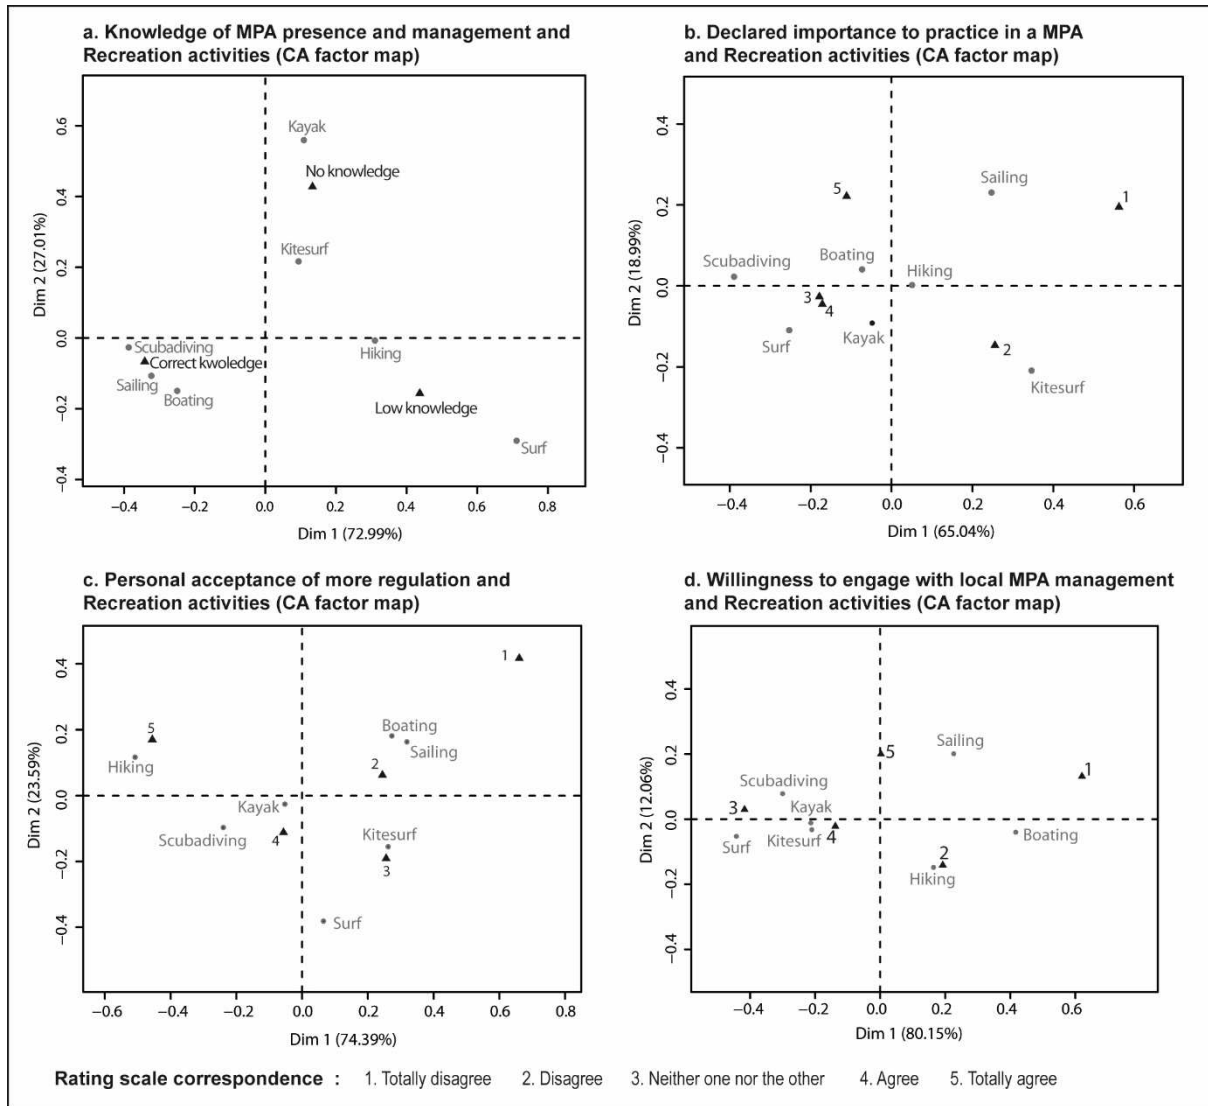 a. Knowledge of MPA presence and management and
Recreation activities (CA factor map)
Dim 2 (27.01%)
0.6
0.4
0.2
0.0
−0.2
−0.4
Kayak
No knowledge
Kitesurf
Scubadiving
Hiking
Correct kwoledge
Sailing
Boating
Low knowledge
Surf
−0.4 −0.2 0.0 0.2 0.4 0.6 0.8
Dim 1 (72.99%)
b. Declared importance to practice in a MPA
and Recreation activities (CA factor map)
Dim 2 (18.99%)
0.4
0.2
0.0
−0.2
−0.4
Sailing
5
1
Boating
Scubadiving
Hiking
3
4
Surf
Kayak
2
Kitesurf
−0.4 −0.2 0.0 0.2 0.4 0.6
Dim 1 (65.04%)
c. Personal acceptance of more regulation and
Recreation activities (CA factor map)
Dim 2 (23.59%)
0.4
0.2
0.0
−0.2
−0.4
1
5
Boating
Sailing
Hiking
2
Kayak
Scubadiving
4
Kitesurf
3
Surf
−0.6 −0.4 −0.2 0.0 0.2 0.4 0.6 0.8
Dim 1 (74.39%)
d. Willingness to engage with local MPA management
and Recreation activities (CA factor map)
Dim 2 (12.06%)
0.4
0.2
0.0
−0.2
−0.4
Sailing
5
1
Scubadiving
3
Kayak
Surf
Kitesurf
4
Boating
2
Hiking
−0.4 −0.2 0.0 0.2 0.4 0.6
Dim 1 (80.15%)
Rating scale correspondence : 1. Totally disagree 2. Disagree 3. Neither one nor the other 4. Agree 5. Totally agree